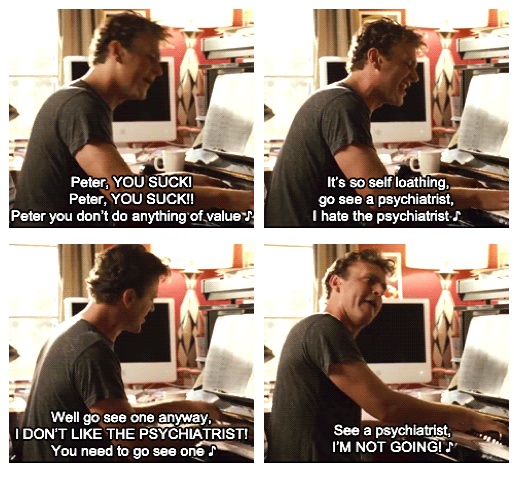 Peter, YOU SUCK!
Peter, YOU SUCK!!
Peter you don't do anything of value ♪
It's so self loathing,
go see a psychiatrist,
I hate the psychiatrist ♪
Well go see one anyway,
I DON'T LIKE THE PSYCHIATRIST!
You need to go see one ♪
See a psychiatrist,
I'M NOT GOING! ♪